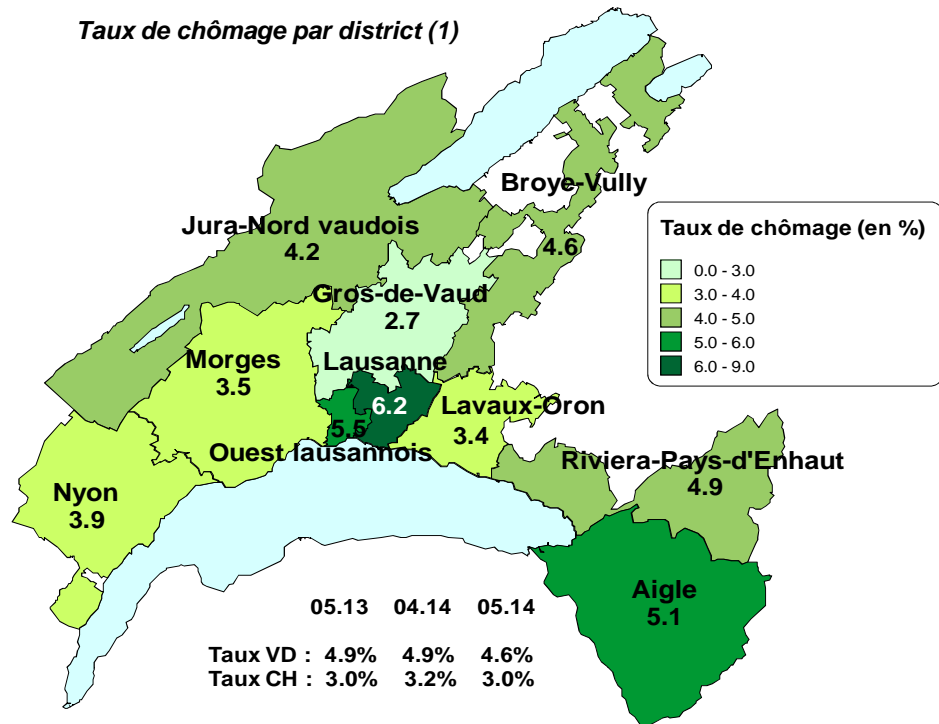 Taux de chômage par district (1)
Broye-Vully
4.6
Jura-Nord vaudois
4.2
Taux de chômage (en %)
0.0 - 3.0
3.0 - 4.0
4.0 - 5.0
5.0 - 6.0
6.0 - 9.0
Gros-de-Vaud
2.7
Morges
3.5
Lausanne
6.2
5.5
Ouest lausannois
Lavaux-Oron
3.4
Riviera-Pays-d'Enhaut
4.9
Nyon
3.9
Aigle
5.1
05.13 04.14 05.14
Taux VD : 4.9% 4.9% 4.6%
Taux CH : 3.0% 3.2% 3.0%